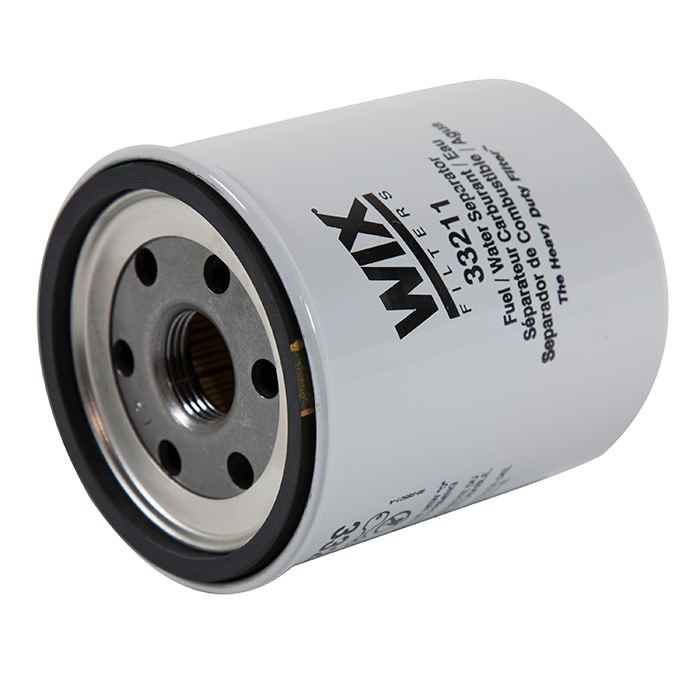 WIX®
FILTERS
33211
Fuel / Water Separator
Séparateur Carburant / Eau
Separador de Combustible / Agua
The Heavy Duty Filter™